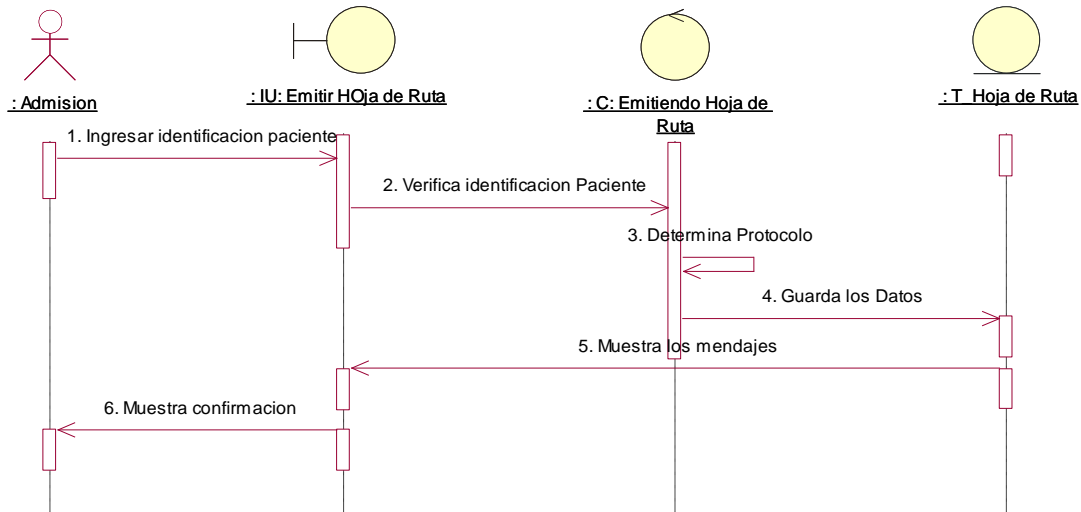 : Admision
: IU: Emitir HOja de Ruta
: C: Emitiendo Hoja de
Ruta
: T_Hoja de Ruta
1. Ingresar identificacion paciente
2. Verifica identificacion Paciente
3. Determina Protocolo
4. Guarda los Datos
5. Muestra los mendajes
6. Muestra confirmacion